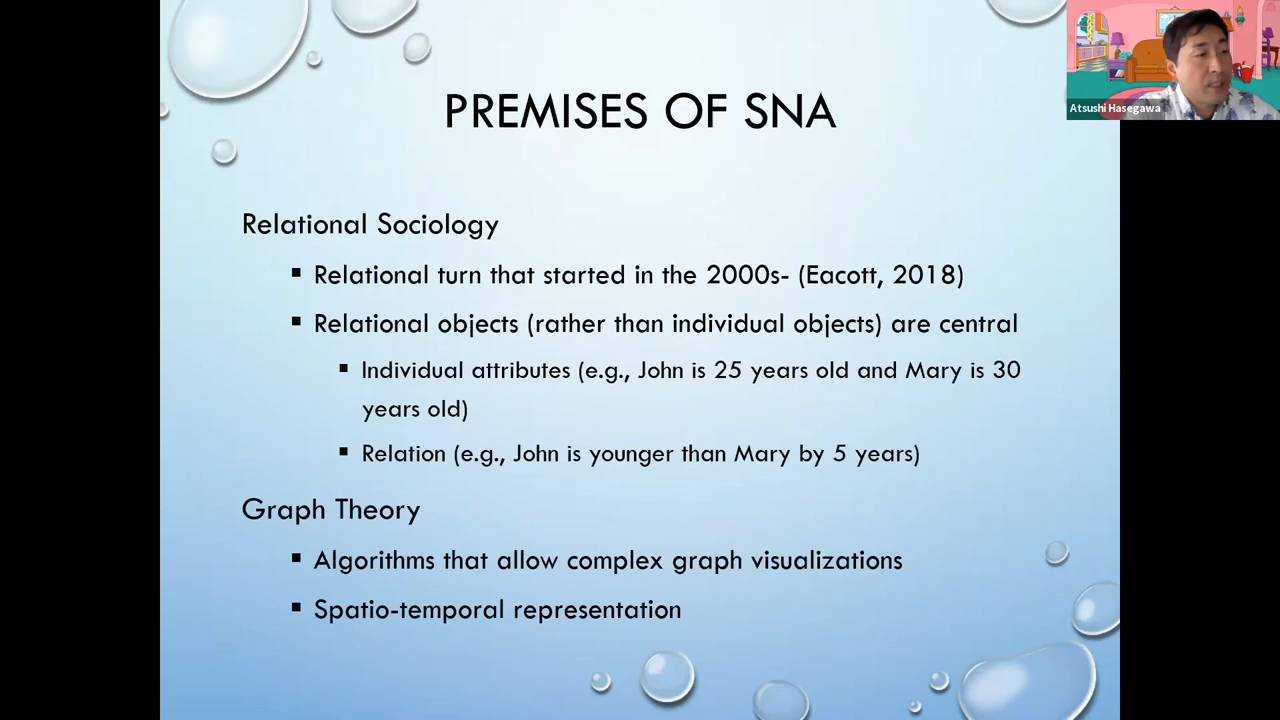 PREMISES OF SNA
Atsushi Hasegawa
Relational Sociology
▪ Relational turn that started in the 2000s- (Eacott, 2018)
▪ Relational objects (rather than individual objects) are central
▪ Individual attributes (e.g., John is 25 years old and Mary is 30
years old)
▪ Relation (e.g., John is younger than Mary by 5 years)
Graph Theory
▪ Algorithms that allow complex graph visualizations
▪ Spatio-temporal representation